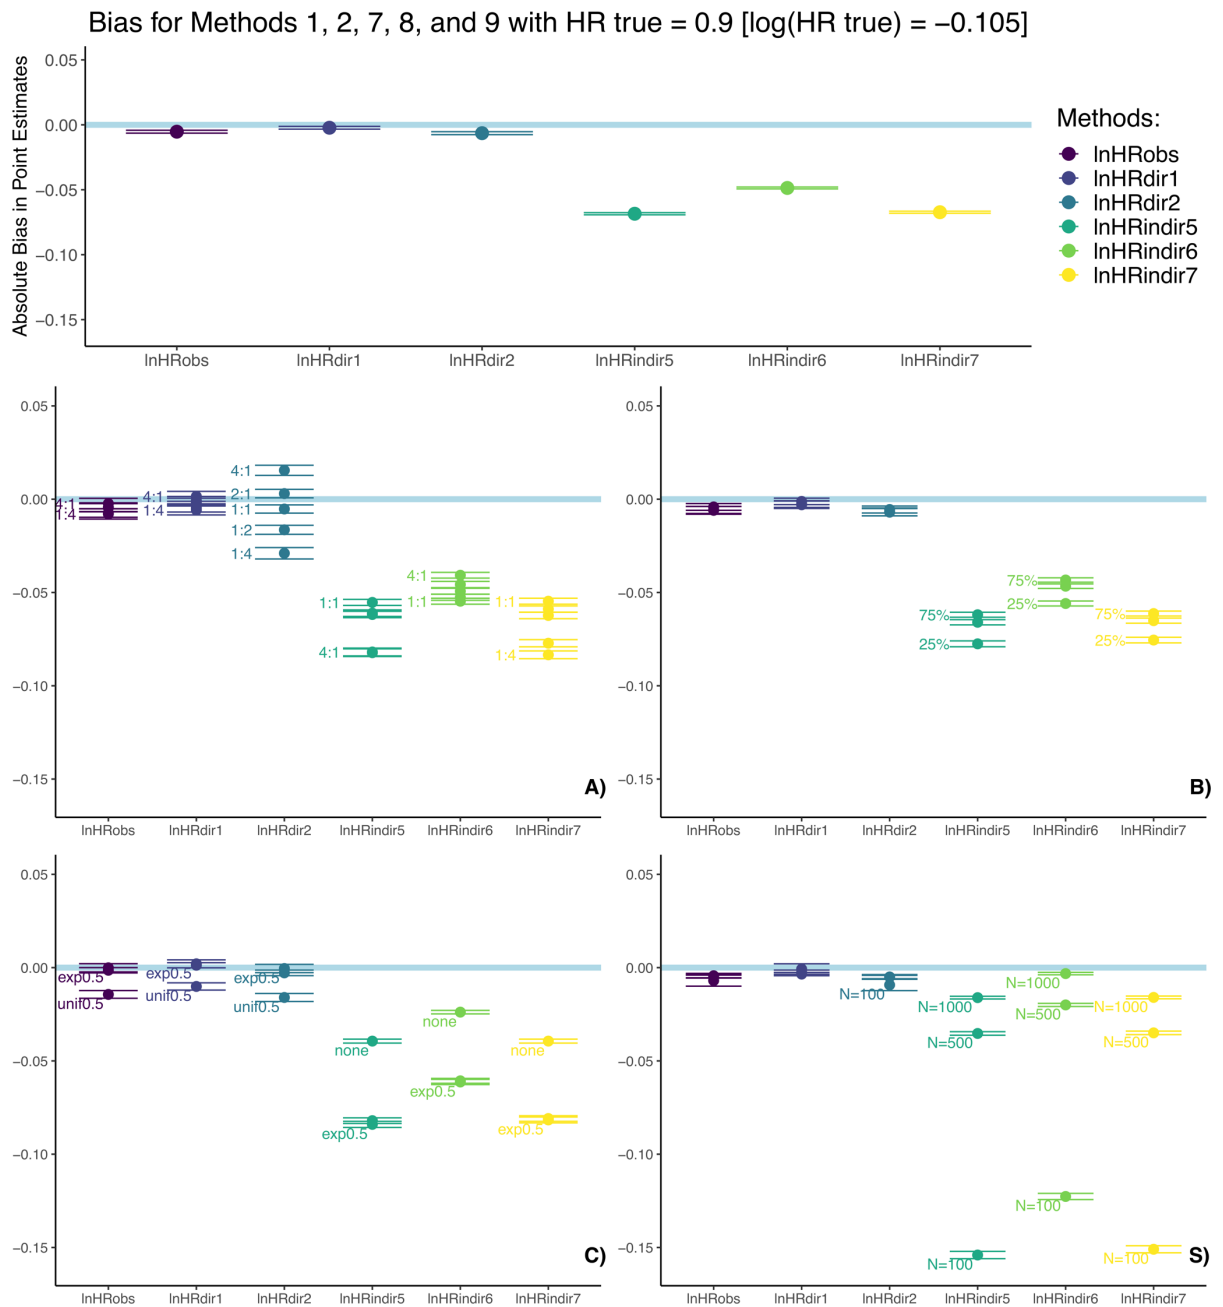 Bias for Methods 1, 2, 7, 8, and 9 with HR true = 0.9 [log(HR true) = −0.105]
Absolute Bias in Point Estimates
0.05
0.00
−0.05
−0.10
−0.15
lnHRobs lnHRdir1 lnHRdir2 lnHRindir5 lnHRindir6 lnHRindir7
Methods:
lnHRobs
lnHRdir1
lnHRdir2
lnHRindir5
lnHRindir6
lnHRindir7
0.05
0.00
−0.05
−0.10
−0.15
4:1
1:4
4:1
1:4
4:1
2:1
1:1
1:2
1:4
1:1
4:1
4:1
1:1
1:1
1:4
A)
lnHRobs lnHRdir1 lnHRdir2 lnHRindir5 lnHRindir6 lnHRindir7
0.05
0.00
−0.05
−0.10
−0.15
75%
25%
75%
25%
75%
25%
B)
lnHRobs lnHRdir1 lnHRdir2 lnHRindir5 lnHRindir6 lnHRindir7
0.05
0.00
−0.05
−0.10
−0.15
exp0.5
unif0.5
exp0.5
unif0.5
exp0.5
unif0.5
none
exp0.5
none
exp0.5
none
exp0.5
C)
lnHRobs lnHRdir1 lnHRdir2 lnHRindir5 lnHRindir6 lnHRindir7
0.05
0.00
−0.05
−0.10
−0.15
N=100
N=1000
N=500
N=100
N=1000
N=500
N=100
N=1000
N=500
N=100
S)
lnHRobs lnHRdir1 lnHRdir2 lnHRindir5 lnHRindir6 lnHRindir7